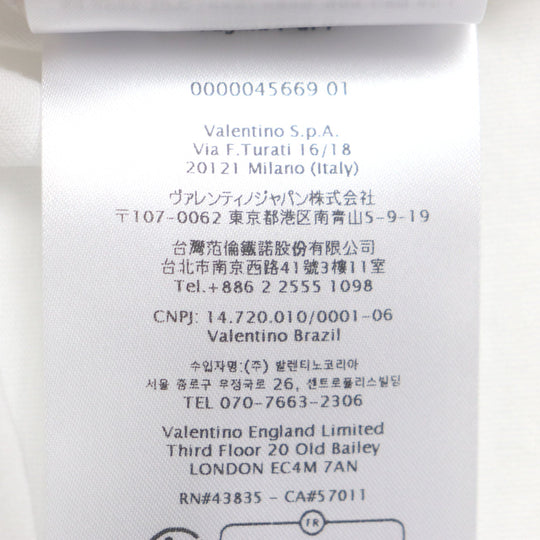 0000045669 01
Valentino S.p.A.
Via F.Turati 16/18
20121 Milano (Italy)
ヴァレンティノジャパン株式会社
〒107-0062 東京都港区南青山5-9-19
台灣范倫鐵諾股份有限公司
台北市南京西路41號3樓11室
Tel.+886 2 2555 1098
CNPJ: 14.720.010/0001-06
Valentino Brazil
수입자명:(주) 발렌티노코리아
서울 종로구 우정국로 26, 센트로폴리스빌딩
TEL 070-7663-2306
Valentino England Limited
Third Floor 20 Old Bailey
LONDON EC4M 7AN
RN#43835 - CA#57011
FR